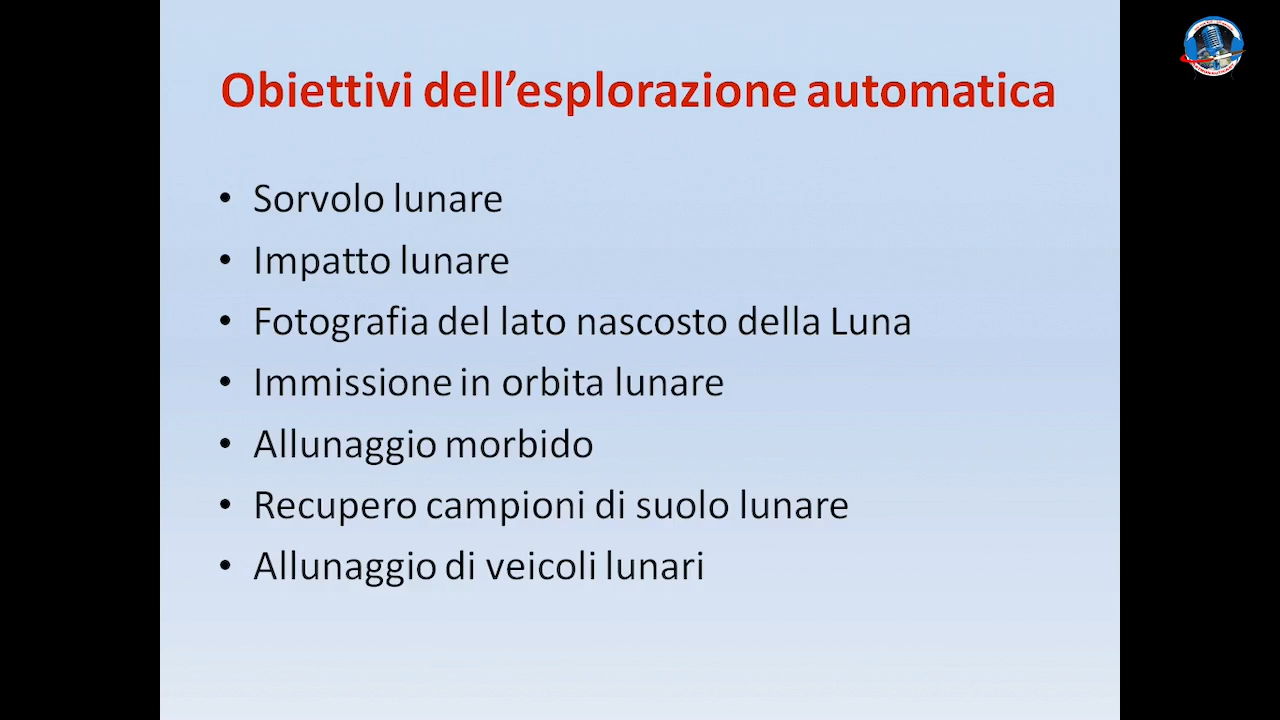 Obiettivi dell’esplorazione automatica
• Sorvolo lunare
• Impatto lunare
• Fotografia del lato nascosto della Luna
• Immissione in orbita lunare
• Allunaggio morbido
• Recupero campioni di suolo lunare
• Allunaggio di veicoli lunari